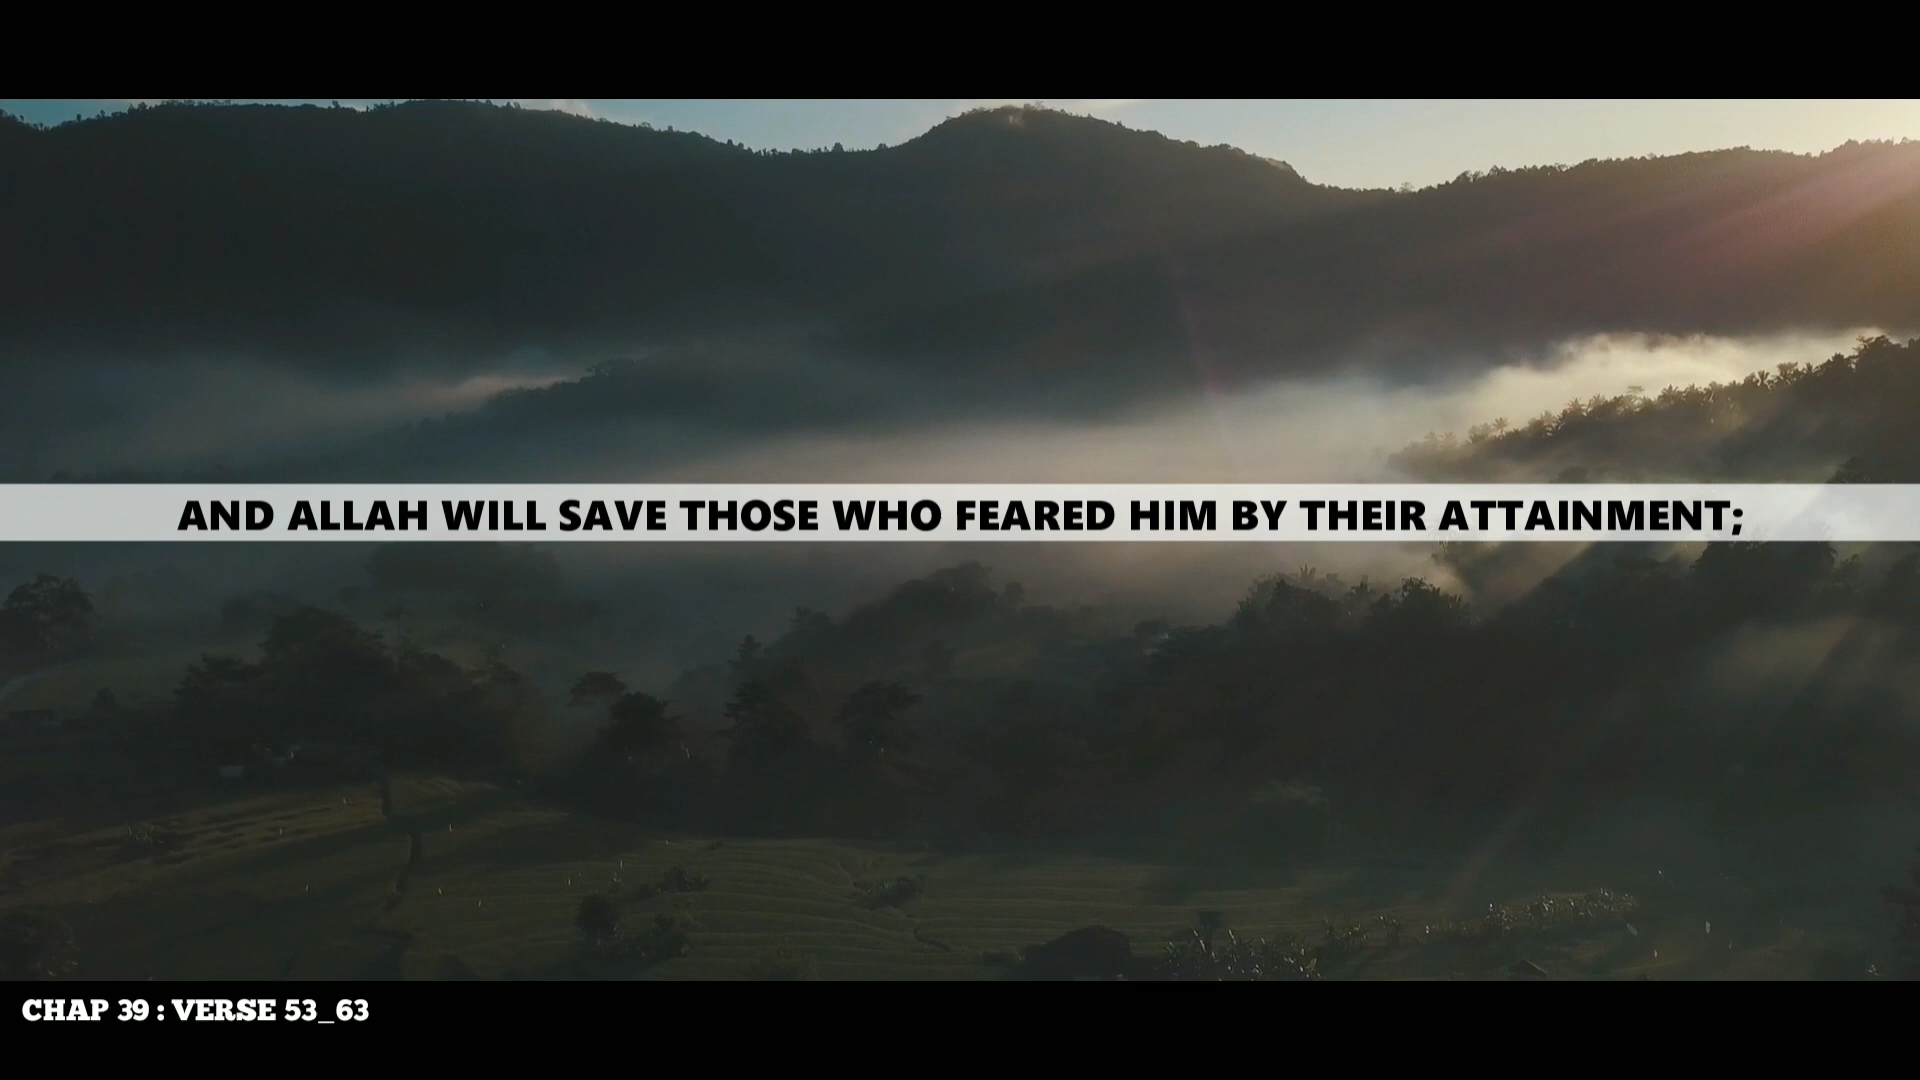 AND ALLAH WILL SAVE THOSE WHO FEARED HIM BY THEIR ATTAINMENT;
CHAP 39 : VERSE 53_63